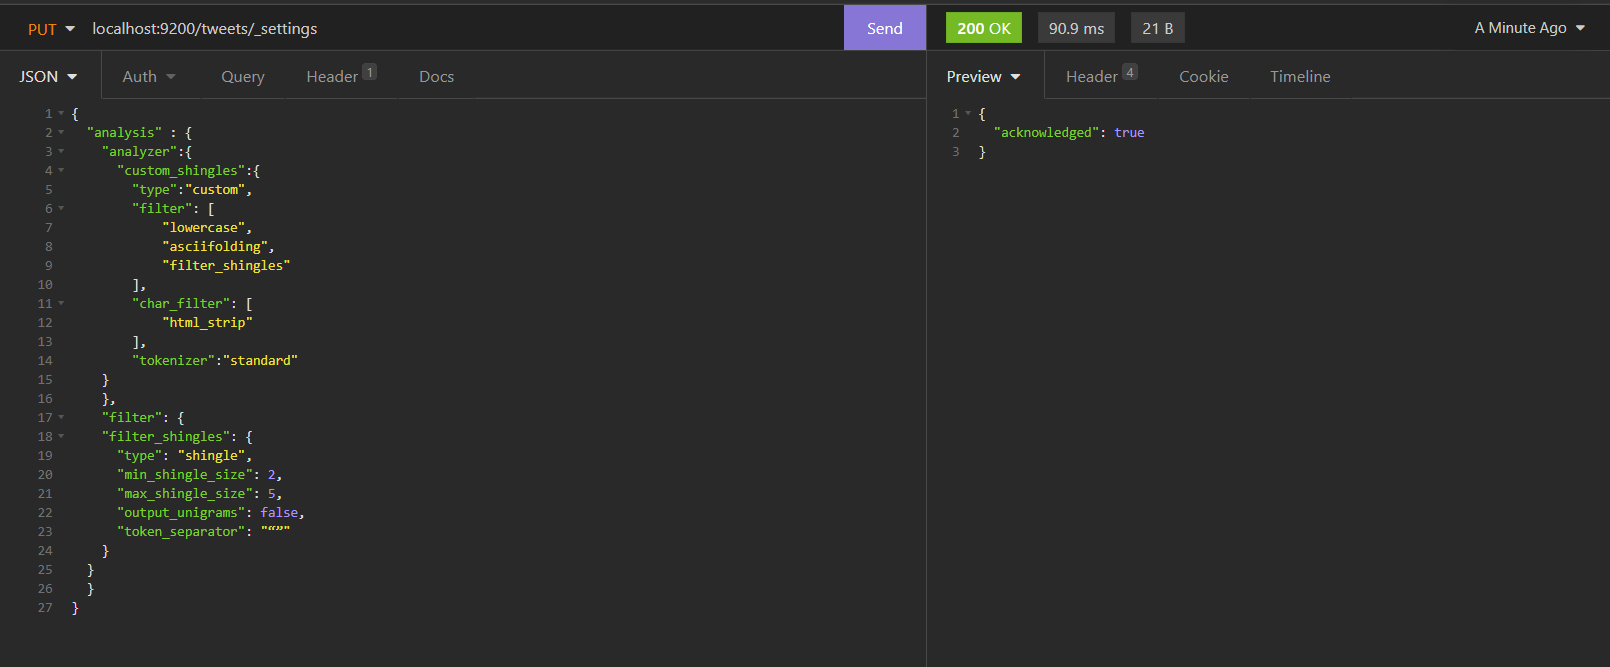 PUT localhost:9200/tweets/_settings Send 200 OK 90.9 ms 21 B A Minute Ago
JSON Auth Query Header 1 Docs Preview Header 4 Cookie Timeline
1 {
2 "analysis" : {
3 "analyzer":{
4 "custom_shingles":{
5 "type":"custom",
6 "filter": [
7 "lowercase",
8 "asciifolding",
9 "filter_shingles"
10 ],
11 "char_filter": [
12 "html_strip"
13 ],
14 "tokenizer":"standard"
15 }
16 },
17 "filter": {
18 "filter_shingles": {
19 "type": "shingle",
20 "min_shingle_size": 2,
21 "max_shingle_size": 5,
22 "output_unigrams": false,
23 "token_separator": "“”"
24 }
25 }
26 }
27 }
1 {
2 "acknowledged": true
3 }